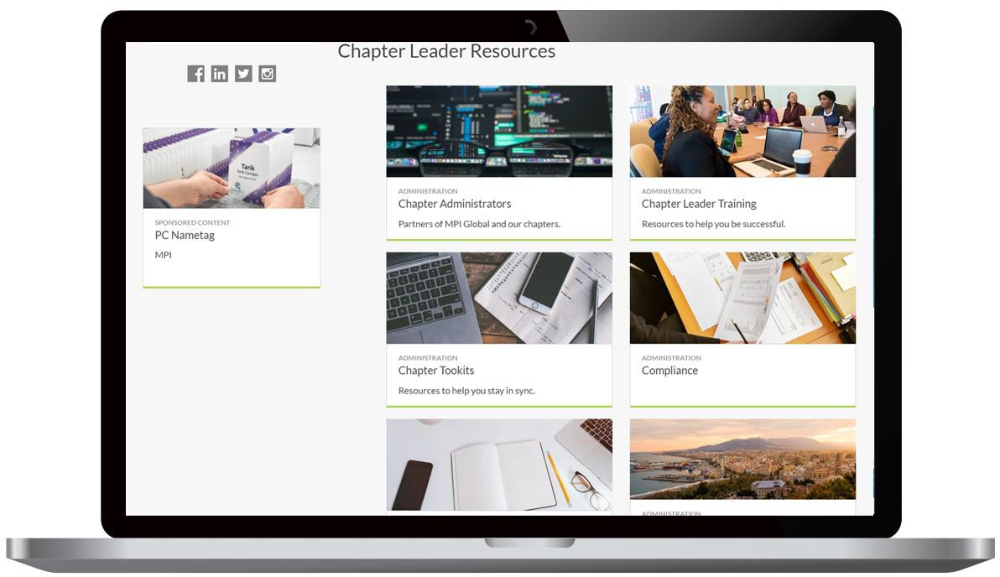 Chapter Leader Resources
Tarik
SPONSORED CONTENT
PC Nametag
MPI
ADMINISTRATION
Chapter Administrators
Partners of MPI Global and our chapters.
ADMINISTRATION
Chapter Leader Training
Resources to help you be successful.
ADMINISTRATION
Chapter Tookits
Resources to help you stay in sync.
ADMINISTRATION
Compliance
ADMINISTRATION